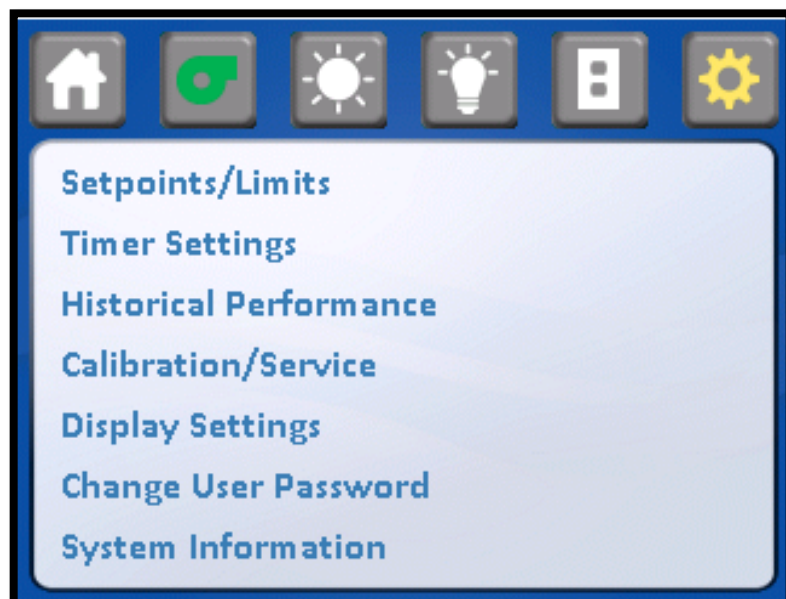 Setpoints/Limits
Timer Settings
Historical Performance
Calibration/Service
Display Settings
Change User Password
System Information